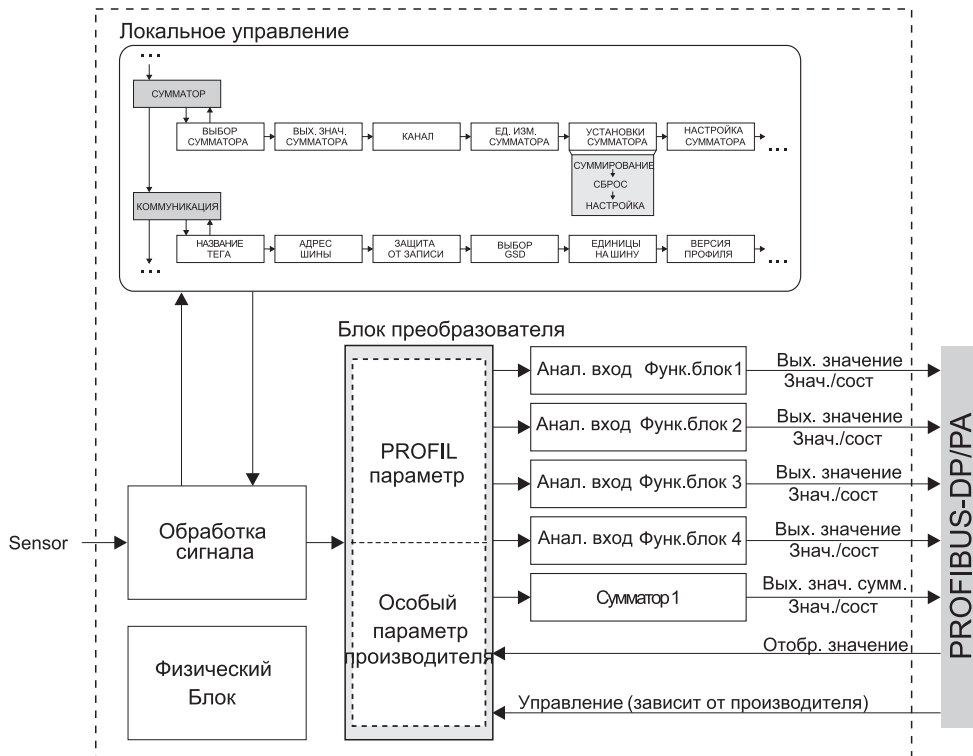 Локальное управление
...
СУММАТОР
ВЫБОР
СУММАТОРА
ВЫХ. ЗНАЧ.
СУММАТОРА
КАНАЛ
ЕД. ИЗМ.
СУММАТОРА
УСТАНОВКИ
СУММАТОРА
НАСТРОЙКА
СУММАТОРА
...
СУММИРОВАНИЕ
СБРОС
НАСТРОЙКА
КОММУНИКАЦИЯ
НАЗВАНИЕ
ТЕГА
АДРЕС
ШИНЫ
ЗАЩИТА
ОТ ЗАПИСИ
ВЫБОР
GSD
ЕДИНИЦЫ
НА ШИНУ
ВЕРСИЯ
ПРОФИЛЯ
...
...
Блок преобразователя
PROFIL
параметр
Особый
параметр
производителя
Sensor
Обработка
сигнала
Физический
Блок
Анал. вход Функ.блок 1
Вых. значение
Знач./сост
Анал. вход Функ.блок 2
Вых. значение
Знач./сост
Анал. вход Функ.блок 3
Вых. значение
Знач./сост
Анал. вход Функ.блок 4
Вых. значение
Знач./сост
Сумматор 1
Вых. знач. сумм.
Знач./сост
Отобр. значение
Управление (зависит от производителя)
PROFIBUS-DP/PA